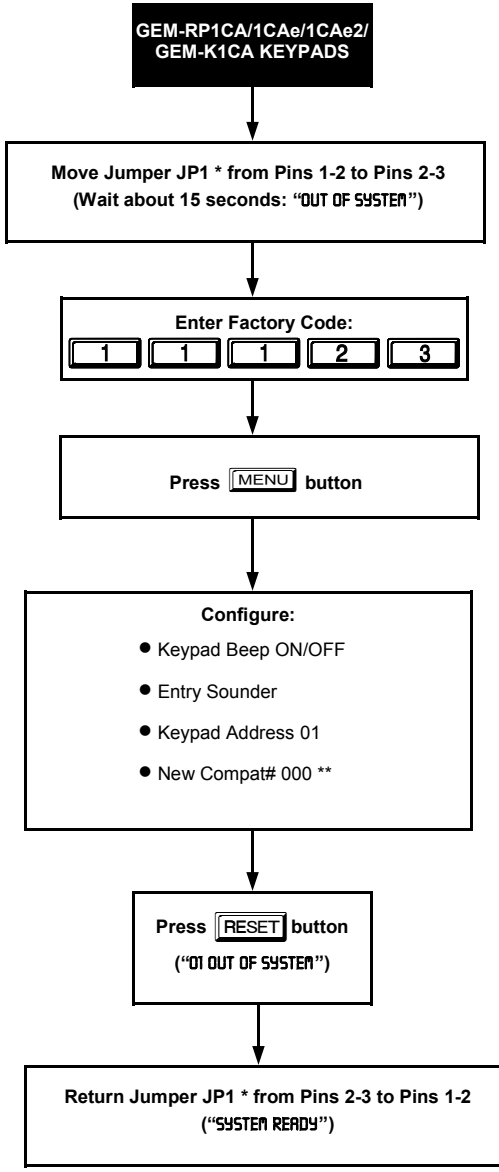 GEM-RP1CA/1CAe/1CAe2/
GEM-K1CA KEYPADS
Move Jumper JP1 * from Pins 1-2 to Pins 2-3
(Wait about 15 seconds: “OUT OF SYSTEM”)
Enter Factory Code:
1 1 1 2 3
Press MENU button
Configure:
● Keypad Beep ON/OFF
● Entry Sounder
● Keypad Address 01
● New Compat# 000 **
Press RESET button
(“01 OUT OF SYSTEM”)
Return Jumper JP1 * from Pins 2-3 to Pins 1-2
(“SYSTEM READY”)